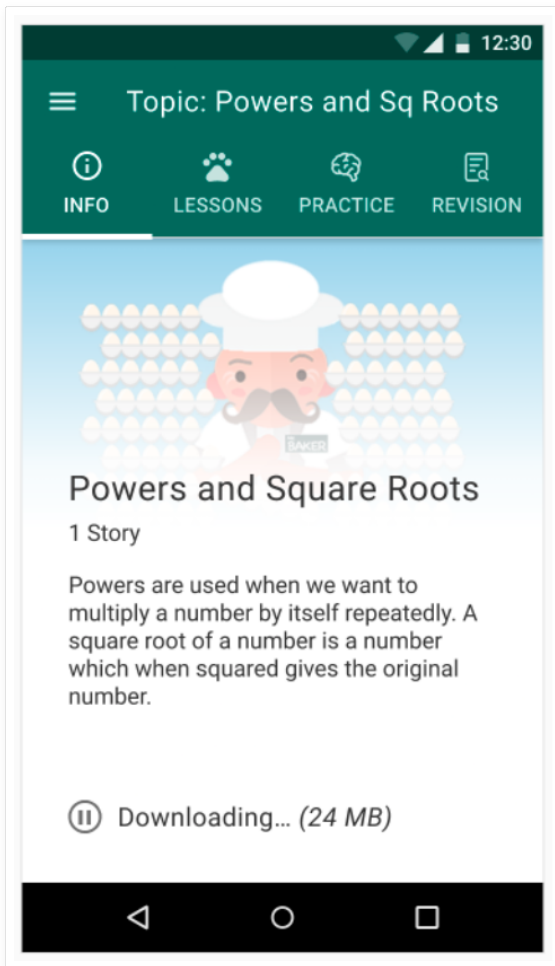 12:30
Topic: Powers and Sq Roots
INFO LESSONS PRACTICE REVISION
BAKER
Powers and Square Roots
1 Story
Powers are used when we want to
multiply a number by itself repeatedly. A
square root of a number is a number
which when squared gives the original
number.
Downloading... (24 MB)